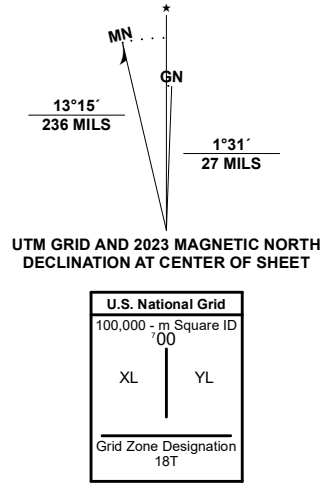 ★
MN
GN
13°15´
236 MILS
1°31´
27 MILS
UTM GRID AND 2023 MAGNETIC NORTH
DECLINATION AT CENTER OF SHEET
U.S. National Grid
100,000 - m Square ID
⁷00
XL YL
Grid Zone Designation
18T